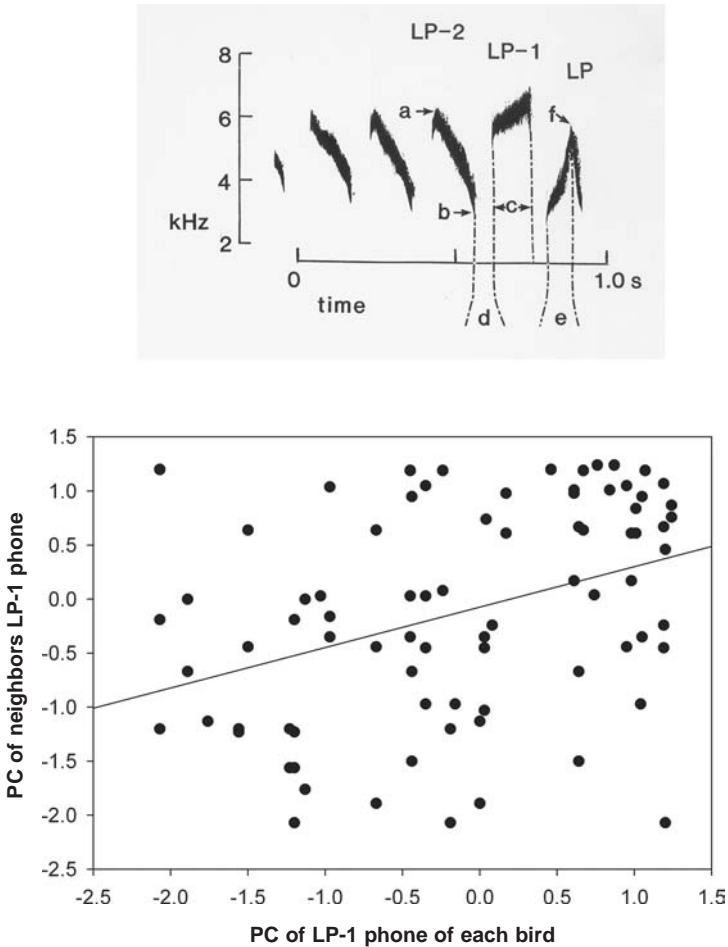 LP-2
LP-1
LP
8
6
4
2
kHz
a
b
c
f
0
1.0 s
time
d
e
1.5
1.0
0.5
0.0
-0.5
-1.0
-1.5
-2.0
-2.5
PC of neighbors LP-1 phone
-2.5 -2.0 -1.5 -1.0 -0.5 0.0 0.5 1.0 1.5
PC of LP-1 phone of each bird